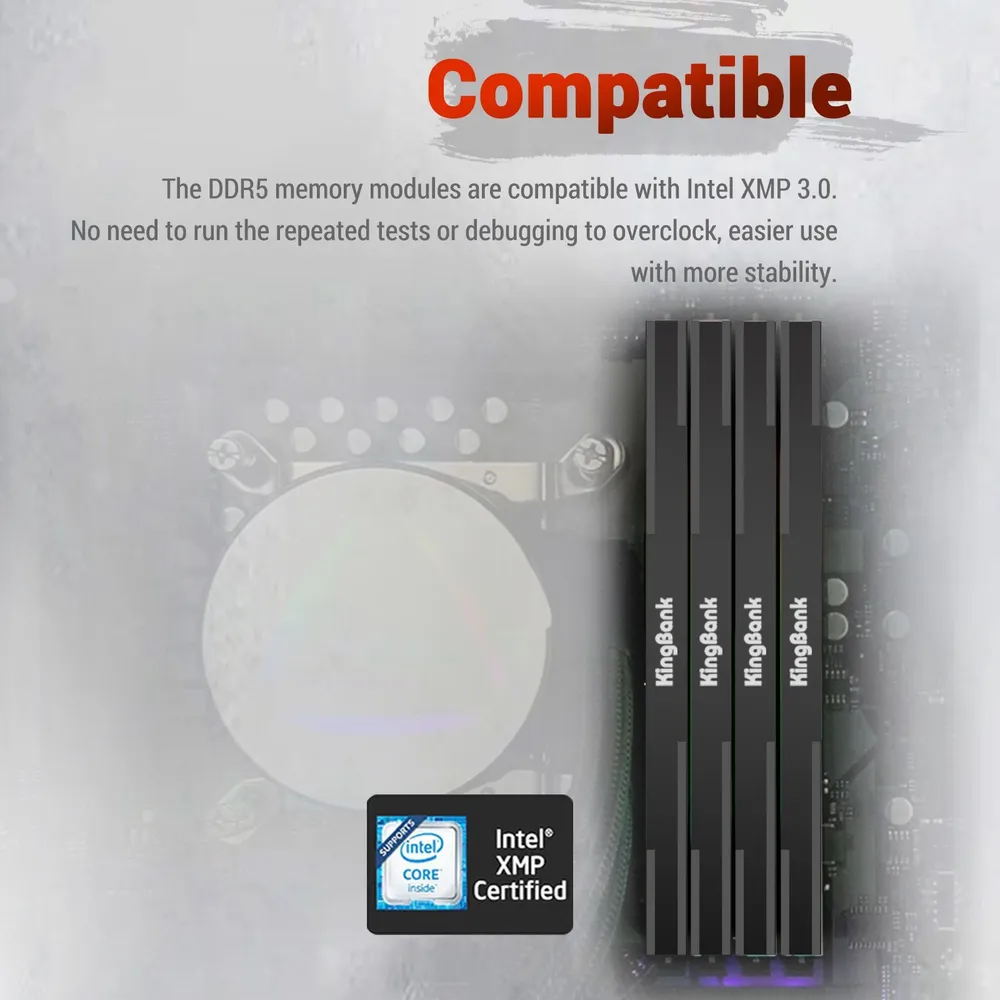 Compatible
The DDR5 memory modules are compatible with Intel XMP 3.0.
No need to run the repeated tests or debugging to overclock, easier use
with more stability.
KingBank
KingBank
KingBank
KingBank
SUPPORTS
intel
CORE
inside
Intel®
XMP
Certified